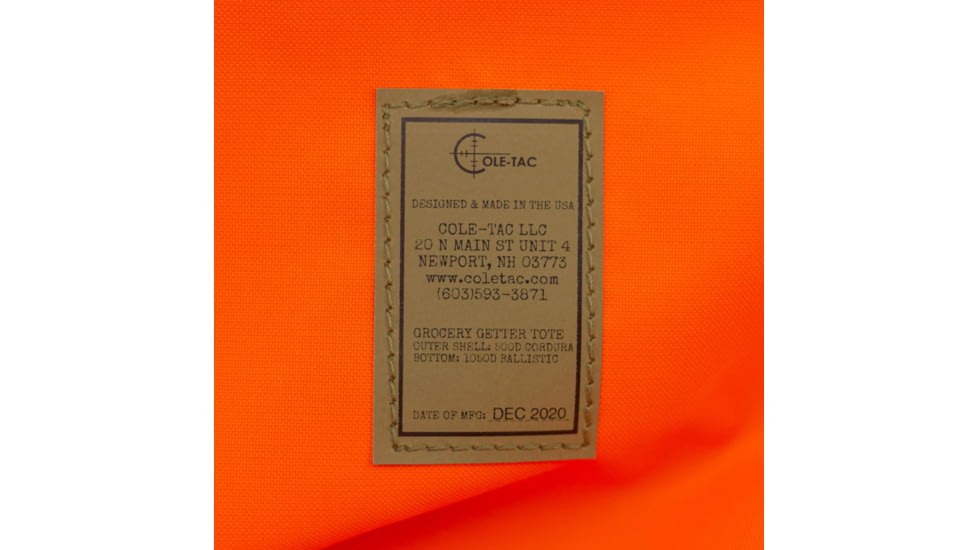 COLE-TAC
DESIGNED & MADE IN THE USA
COLE-TAC LLC
20 N MAIN ST UNIT 4
NEWPORT, NH 03773
www.coletac.com
(603)593-3871
GROCERY GETTER TOTE
OUTER SHELL: 500D CORDURA
BOTTOM: 1050D BALLISTIC
DATE OF MFG: DEC 2020